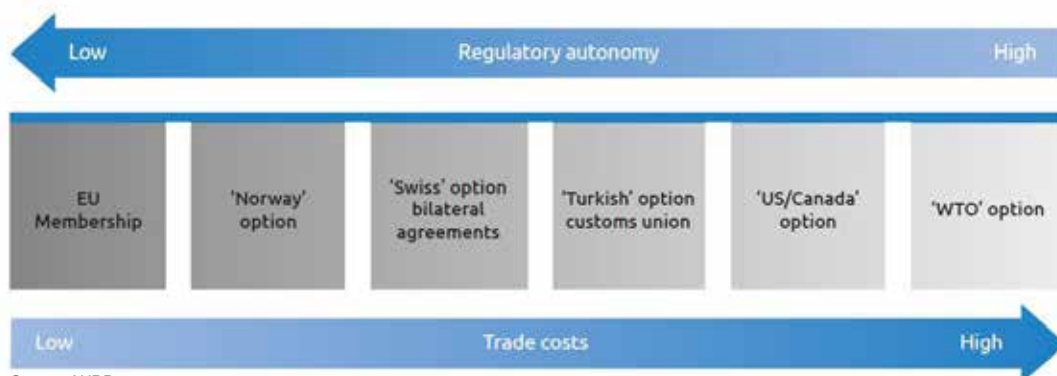 Low Regulatory autonomy High
EU
Membership
'Norway'
option
'Swiss' option
bilateral
agreements
'Turkish' option
customs union
'US/Canada'
option
'WTO' option
Low Trade costs High